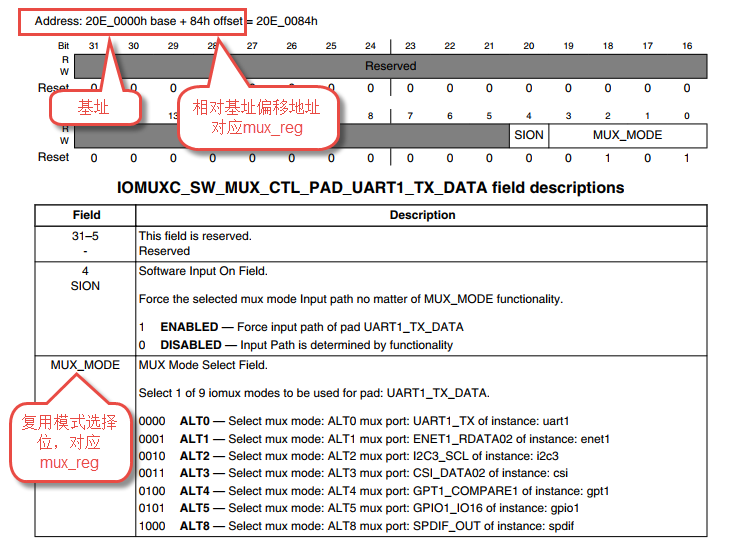 Address: 20E_0000h base + 84h offset = 20E_0084h
Bit 31 30 29 28 27 26 25 24 23 22 21 20 19 18 17 16
R Reserved
W
Reset 0 0 0 0 0 0 0 0 0 0 0
基址
相对基址偏移地址
对应mux_reg
13 8 7 6 5 4 3 2 1 0
R SION MUX_MODE
W
Reset 0 0 0 0 0 0 0 0 0 0 0 0 0 1 0 1
IOMUXC_SW_MUX_CTL_PAD_UART1_TX_DATA field descriptions
Field Description
31–5 This field is reserved.
- Reserved
4 Software Input On Field.
SION
Force the selected mux mode Input path no matter of MUX_MODE functionality.
1 ENABLED — Force input path of pad UART1_TX_DATA
0 DISABLED — Input Path is determined by functionality
MUX_MODE MUX Mode Select Field.
Select 1 of 9 iomux modes to be used for pad: UART1_TX_DATA.
复用模式选择
位，对应
mux_reg
0000 ALT0 — Select mux mode: ALT0 mux port: UART1_TX of instance: uart1
0001 ALT1 — Select mux mode: ALT1 mux port: ENET1_RDATA02 of instance: enet1
0010 ALT2 — Select mux mode: ALT2 mux port: I2C3_SCL of instance: i2c3
0011 ALT3 — Select mux mode: ALT3 mux port: CSI_DATA02 of instance: csi
0100 ALT4 — Select mux mode: ALT4 mux port: GPT1_COMPARE1 of instance: gpt1
0101 ALT5 — Select mux mode: ALT5 mux port: GPIO1_IO16 of instance: gpio1
1000 ALT8 — Select mux mode: ALT8 mux port: SPDIF_OUT of instance: spdif